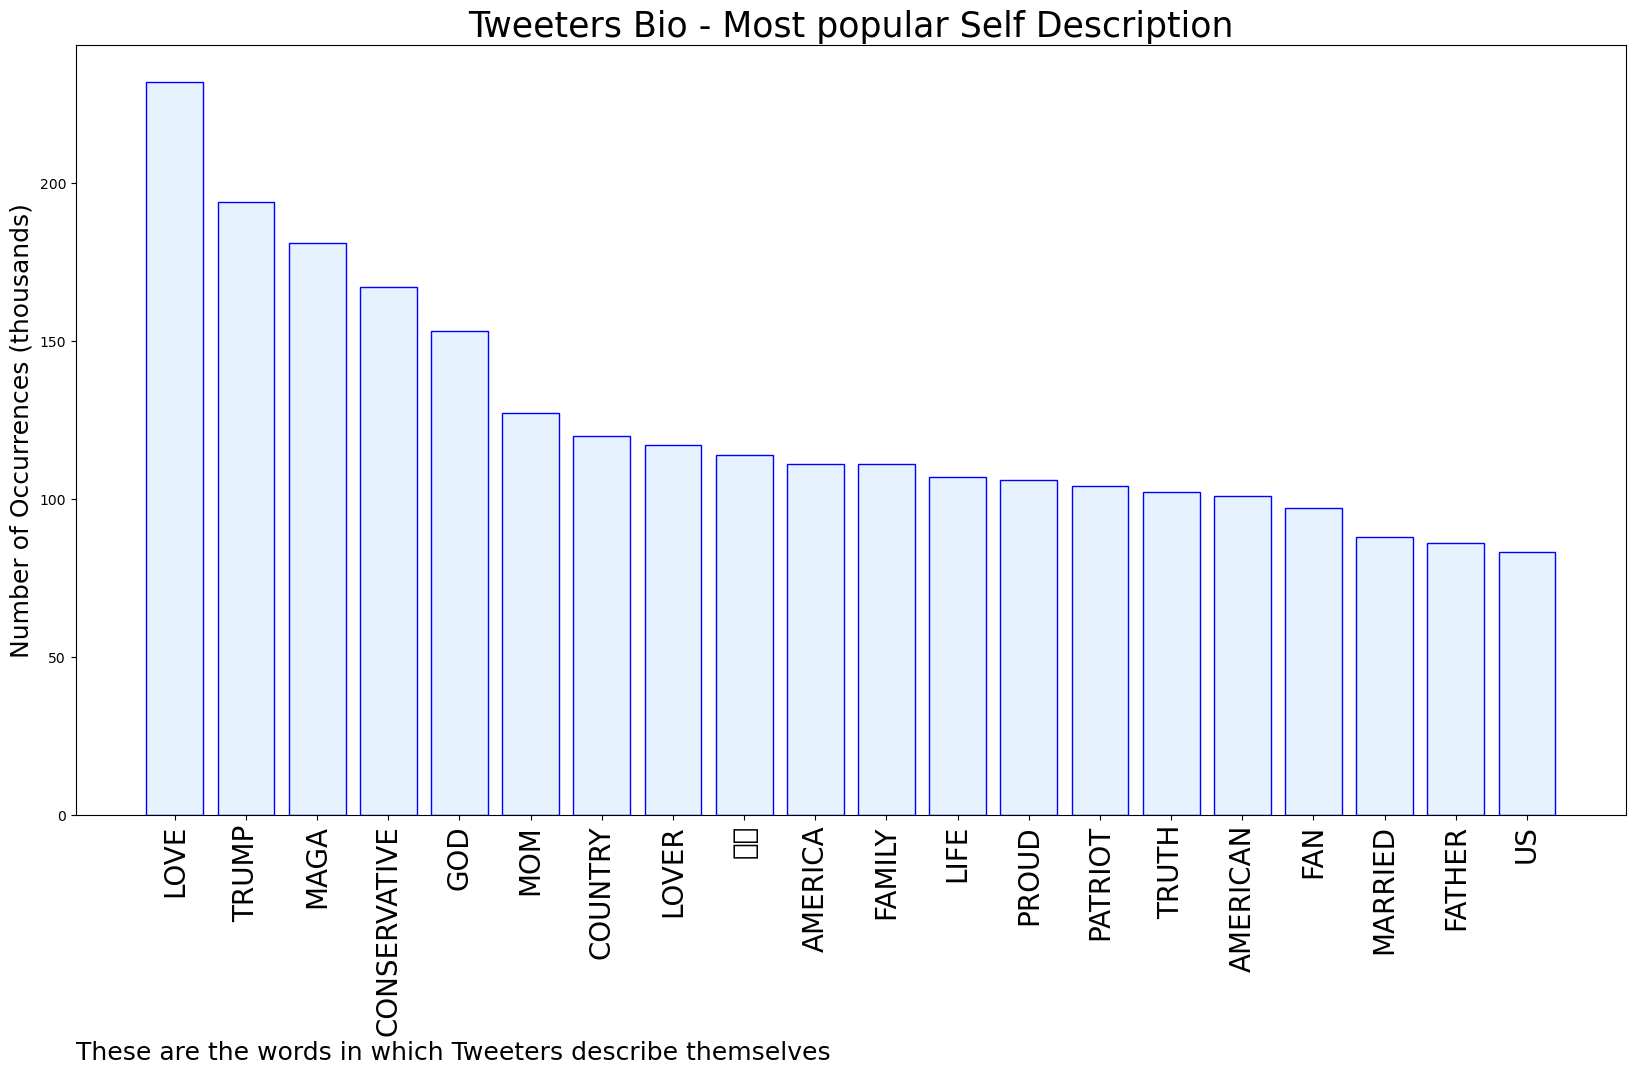 Tweeters Bio - Most popular Self Description
Number of Occurrences (thousands)
200
150
100
50
0
LOVE
TRUMP
MAGA
CONSERVATIVE
GOD
MOM
COUNTRY
LOVER
AMERICA
FAMILY
LIFE
PROUD
PATRIOT
TRUTH
AMERICAN
FAN
MARRIED
FATHER
US
These are the words in which Tweeters describe themselves